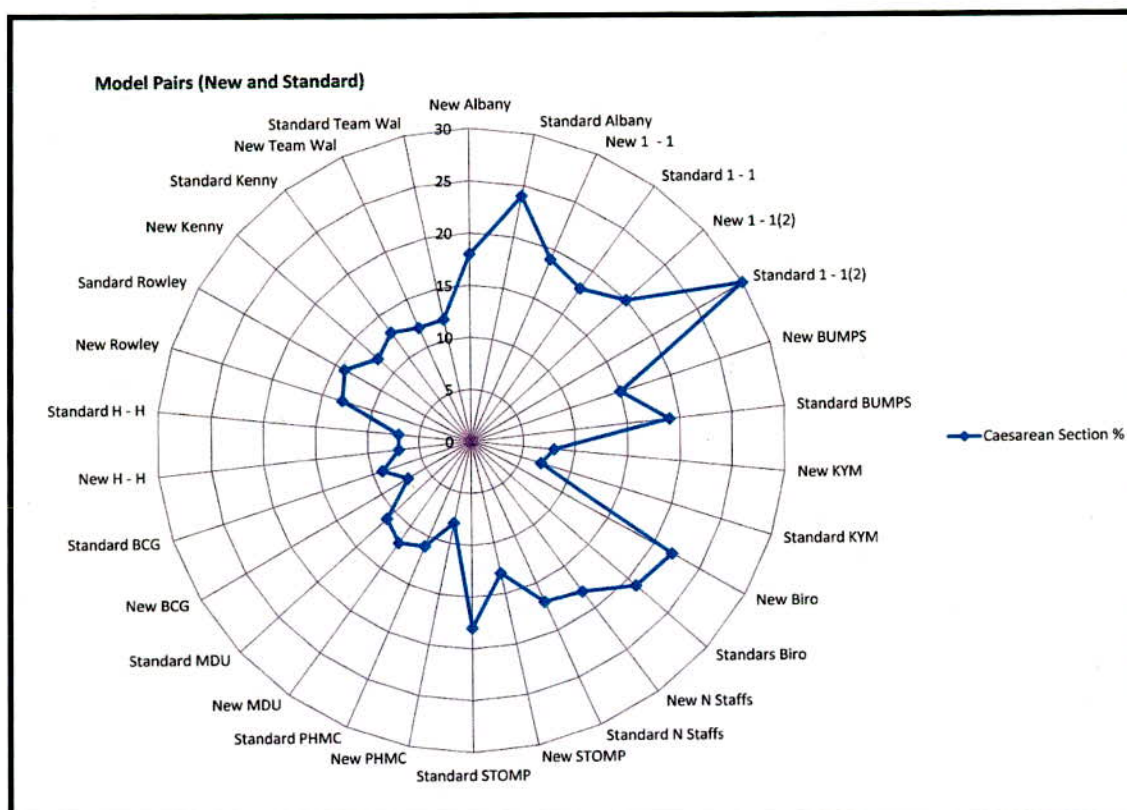 Model Pairs (New and Standard)
New Albany
Standard Albany
New 1 - 1
Standard 1 - 1
New 1 - 1(2)
Standard 1 - 1(2)
New BUMPS
Standard BUMPS
New KYM
Standard KYM
New Biro
Standars Biro
New N Staffs
Standard N Staffs
New STOMP
Standard STOMP
New PHMC
Standard PHMC
New MDU
Standard MDU
New BCG
Standard BCG
New H - H
Standard H - H
New Rowley
Sandard Rowley
New Kenny
Standard Kenny
New Team Wal
Standard Team Wal
30
25
20
15
10
5
0
Caesarean Section %